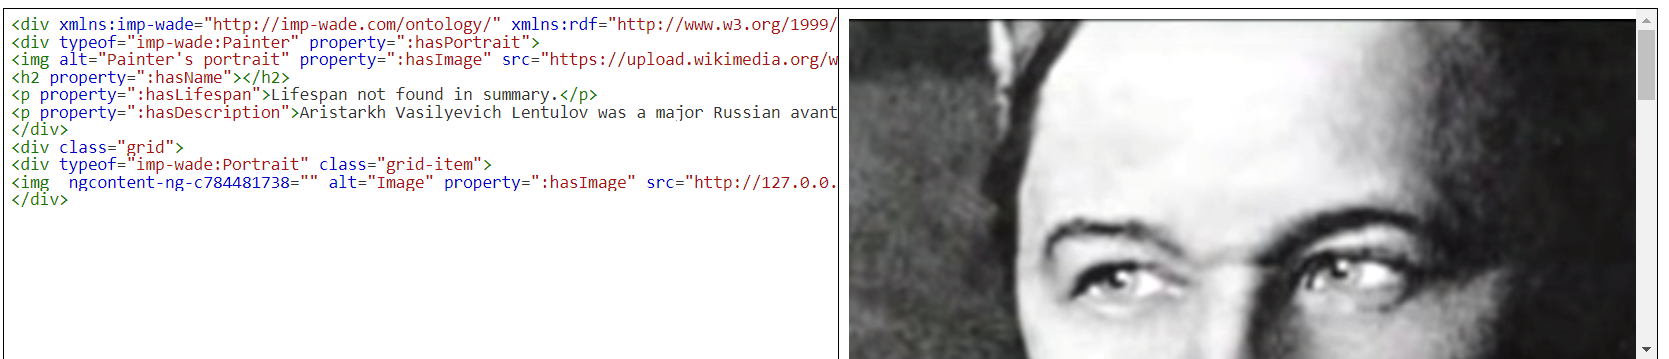 <div xmlns:imp-wade="http://imp-wade.com/ontology/" xmlns:rdf="http://www.w3.org/1999/
<div typeof="imp-wade:Painter" property=":hasPortrait">
<img alt="Painter's portrait" property=":hasImage" src="https://upload.wikimedia.org/w
<h2 property=":hasName"></h2>
<p property=":hasLifespan">Lifespan not found in summary.</p>
<p property=":hasDescription">Aristarkh Vasilyevich Lentulov was a major Russian avant
</div>
<div class="grid">
<div typeof="imp-wade:Portrait" class="grid-item">
<img  ngcontent-ng-c784481738="" alt="Image" property=":hasImage" src="http://127.0.0.
</div>